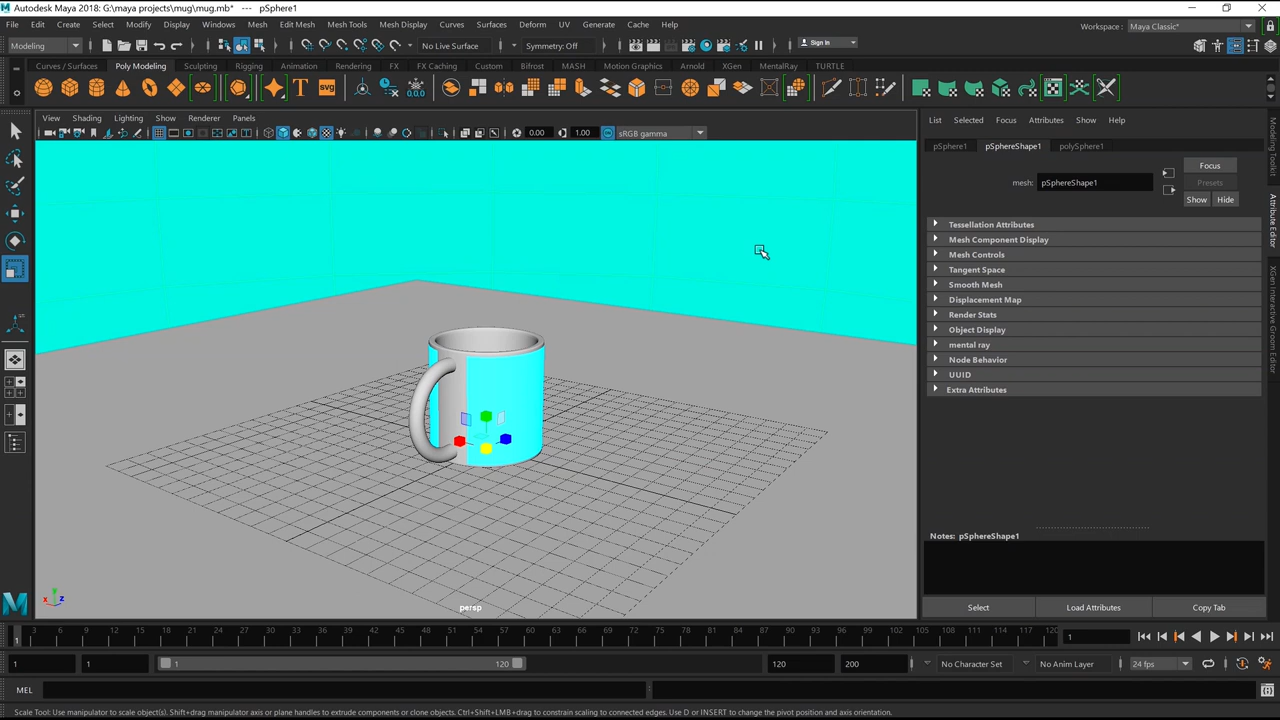 Autodesk Maya 2018: G:\maya projects\mug\mug.mb* --- pSphere1
File Edit Create Select Modify Display Windows Mesh Edit Mesh Mesh Tools Mesh Display Curves Surfaces Deform UV Generate Cache Help
Workspace : Maya Classic*
Modeling No Live Surface Symmetry: Off Sign In
Curves / Surfaces Poly Modeling Sculpting Rigging Animation Rendering FX FX Caching Custom Bifrost MASH Motion Graphics Arnold XGen MentalRay TURTLE
View Shading Lighting Show Renderer Panels
0.00 1.00 sRGB gamma
List Selected Focus Attributes Show Help
pSphere1 pSphereShape1 polySphere1
Focus
mesh: pSphereShape1
Presets
Show Hide
Tessellation Attributes
Mesh Component Display
Mesh Controls
Tangent Space
Smooth Mesh
Displacement Map
Render Stats
Object Display
mental ray
Node Behavior
UUID
Extra Attributes
Notes: pSphereShape1
Select Load Attributes Copy Tab
Modeling Toolkit
Attribute Editor
XGen Interactive Groom Editor
persp
1 3 6 9 12 15 18 21 24 27 30 33 36 39 42 45 48 51 54 57 60 63 66 69 72 75 78 81 84 87 90 93 96 99 102 105 108 111 114 117 120 1
1 1 1 120 120 200 No Character Set No Anim Layer 24 fps
MEL
Scale Tool: Use manipulator to scale object(s). Shift+drag manipulator axis or plane handles to extrude components or clone objects. Ctrl+Shift+LMB+drag to constrain scaling to connected edges. Use D or INSERT to change the pivot position and axis orientation.